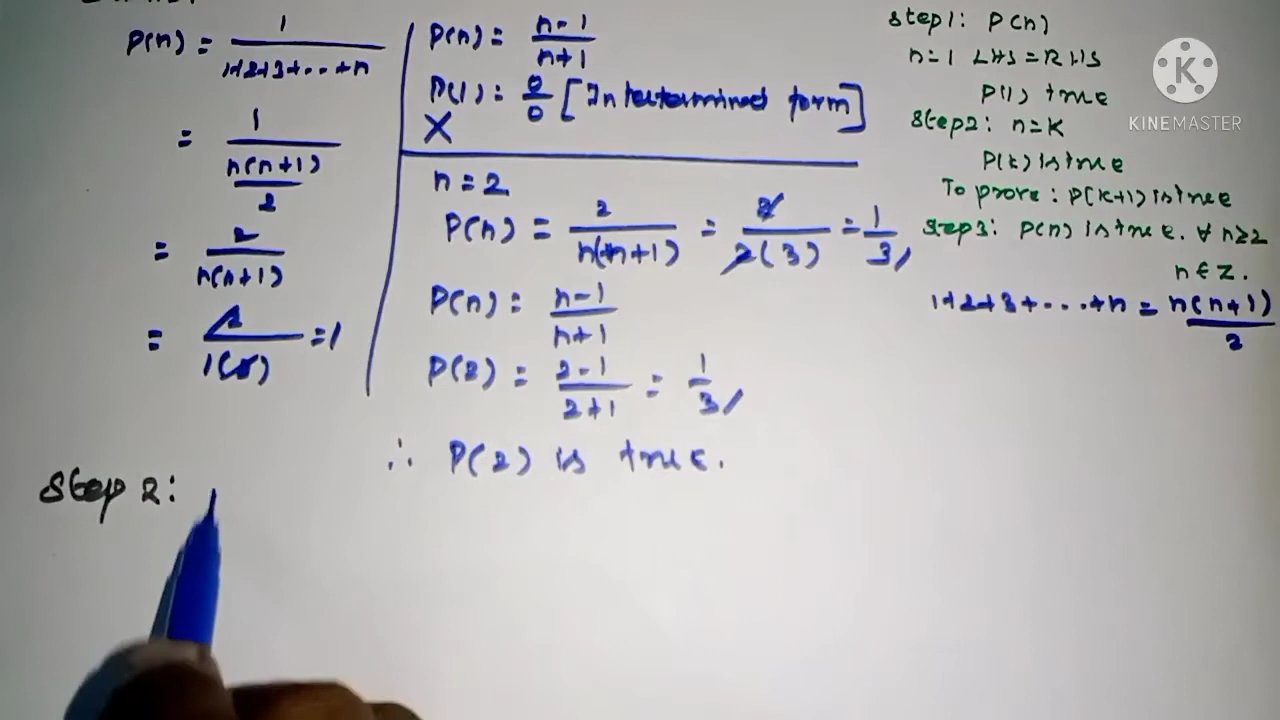 P(n) = 1 / 1+2+3+...+n
= 1 / n(n+1) / 2
= 2 / n(n+1)
= 2 / 1(2) = 1
P(n) = n-1 / n+1
P(1) = 0 / 0 [Indetermined form]
X
n = 2
P(n) = 2 / n(n+1) = 2 / 2(3) = 1 / 3
P(n) = n-1 / n+1
P(2) = 2-1 / 2+1 = 1 / 3
∴ P(2) is true.
Step 2:
Step1: P(n)
n=1 LHS = RHS
P(1) true
Step2: n=K
P(k) is true
To prove: P(k+1) is true
Step3: P(n) is true. ∀ n≥2
n ∈ Z.
1+2+3+...+n = n(n+1) / 2
K
KINEMASTER